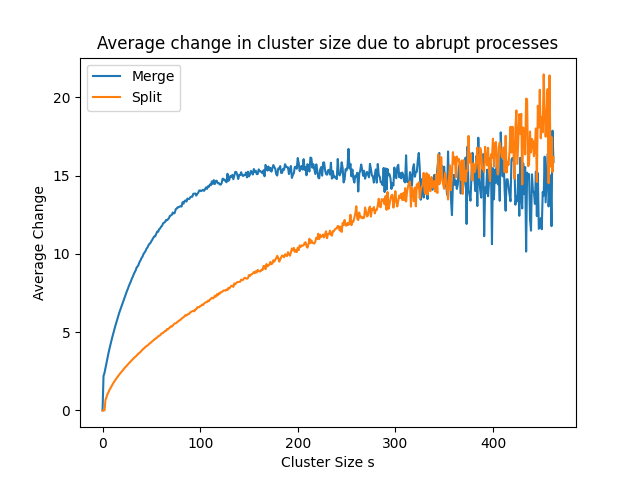 Average change in cluster size due to abrupt processes
Merge
Split
20
15
10
5
0
Average Change
0 100 200 300 400
Cluster Size s